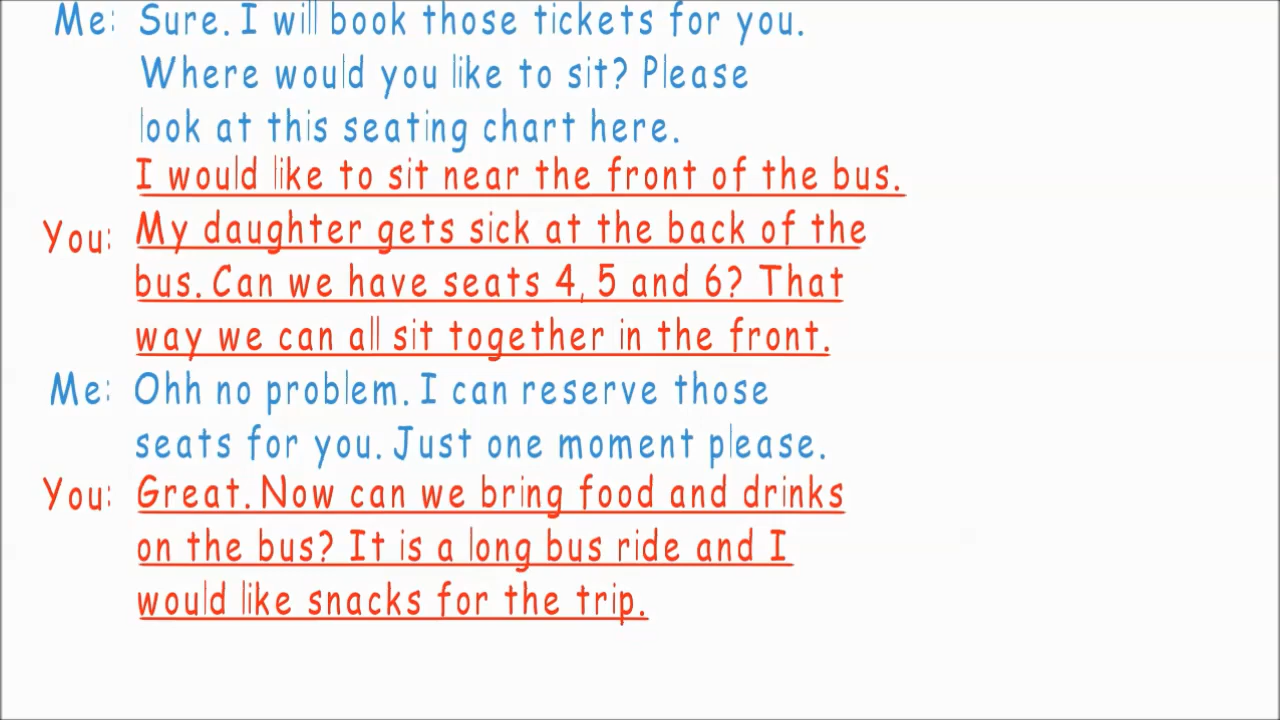 Me: Sure. I will book those tickets for you.
Where would you like to sit? Please
look at this seating chart here.
I would like to sit near the front of the bus.
You: My daughter gets sick at the back of the
bus. Can we have seats 4, 5 and 6? That
way we can all sit together in the front.
Me: Ohh no problem. I can reserve those
seats for you. Just one moment please.
You: Great. Now can we bring food and drinks
on the bus? It is a long bus ride and I
would like snacks for the trip.